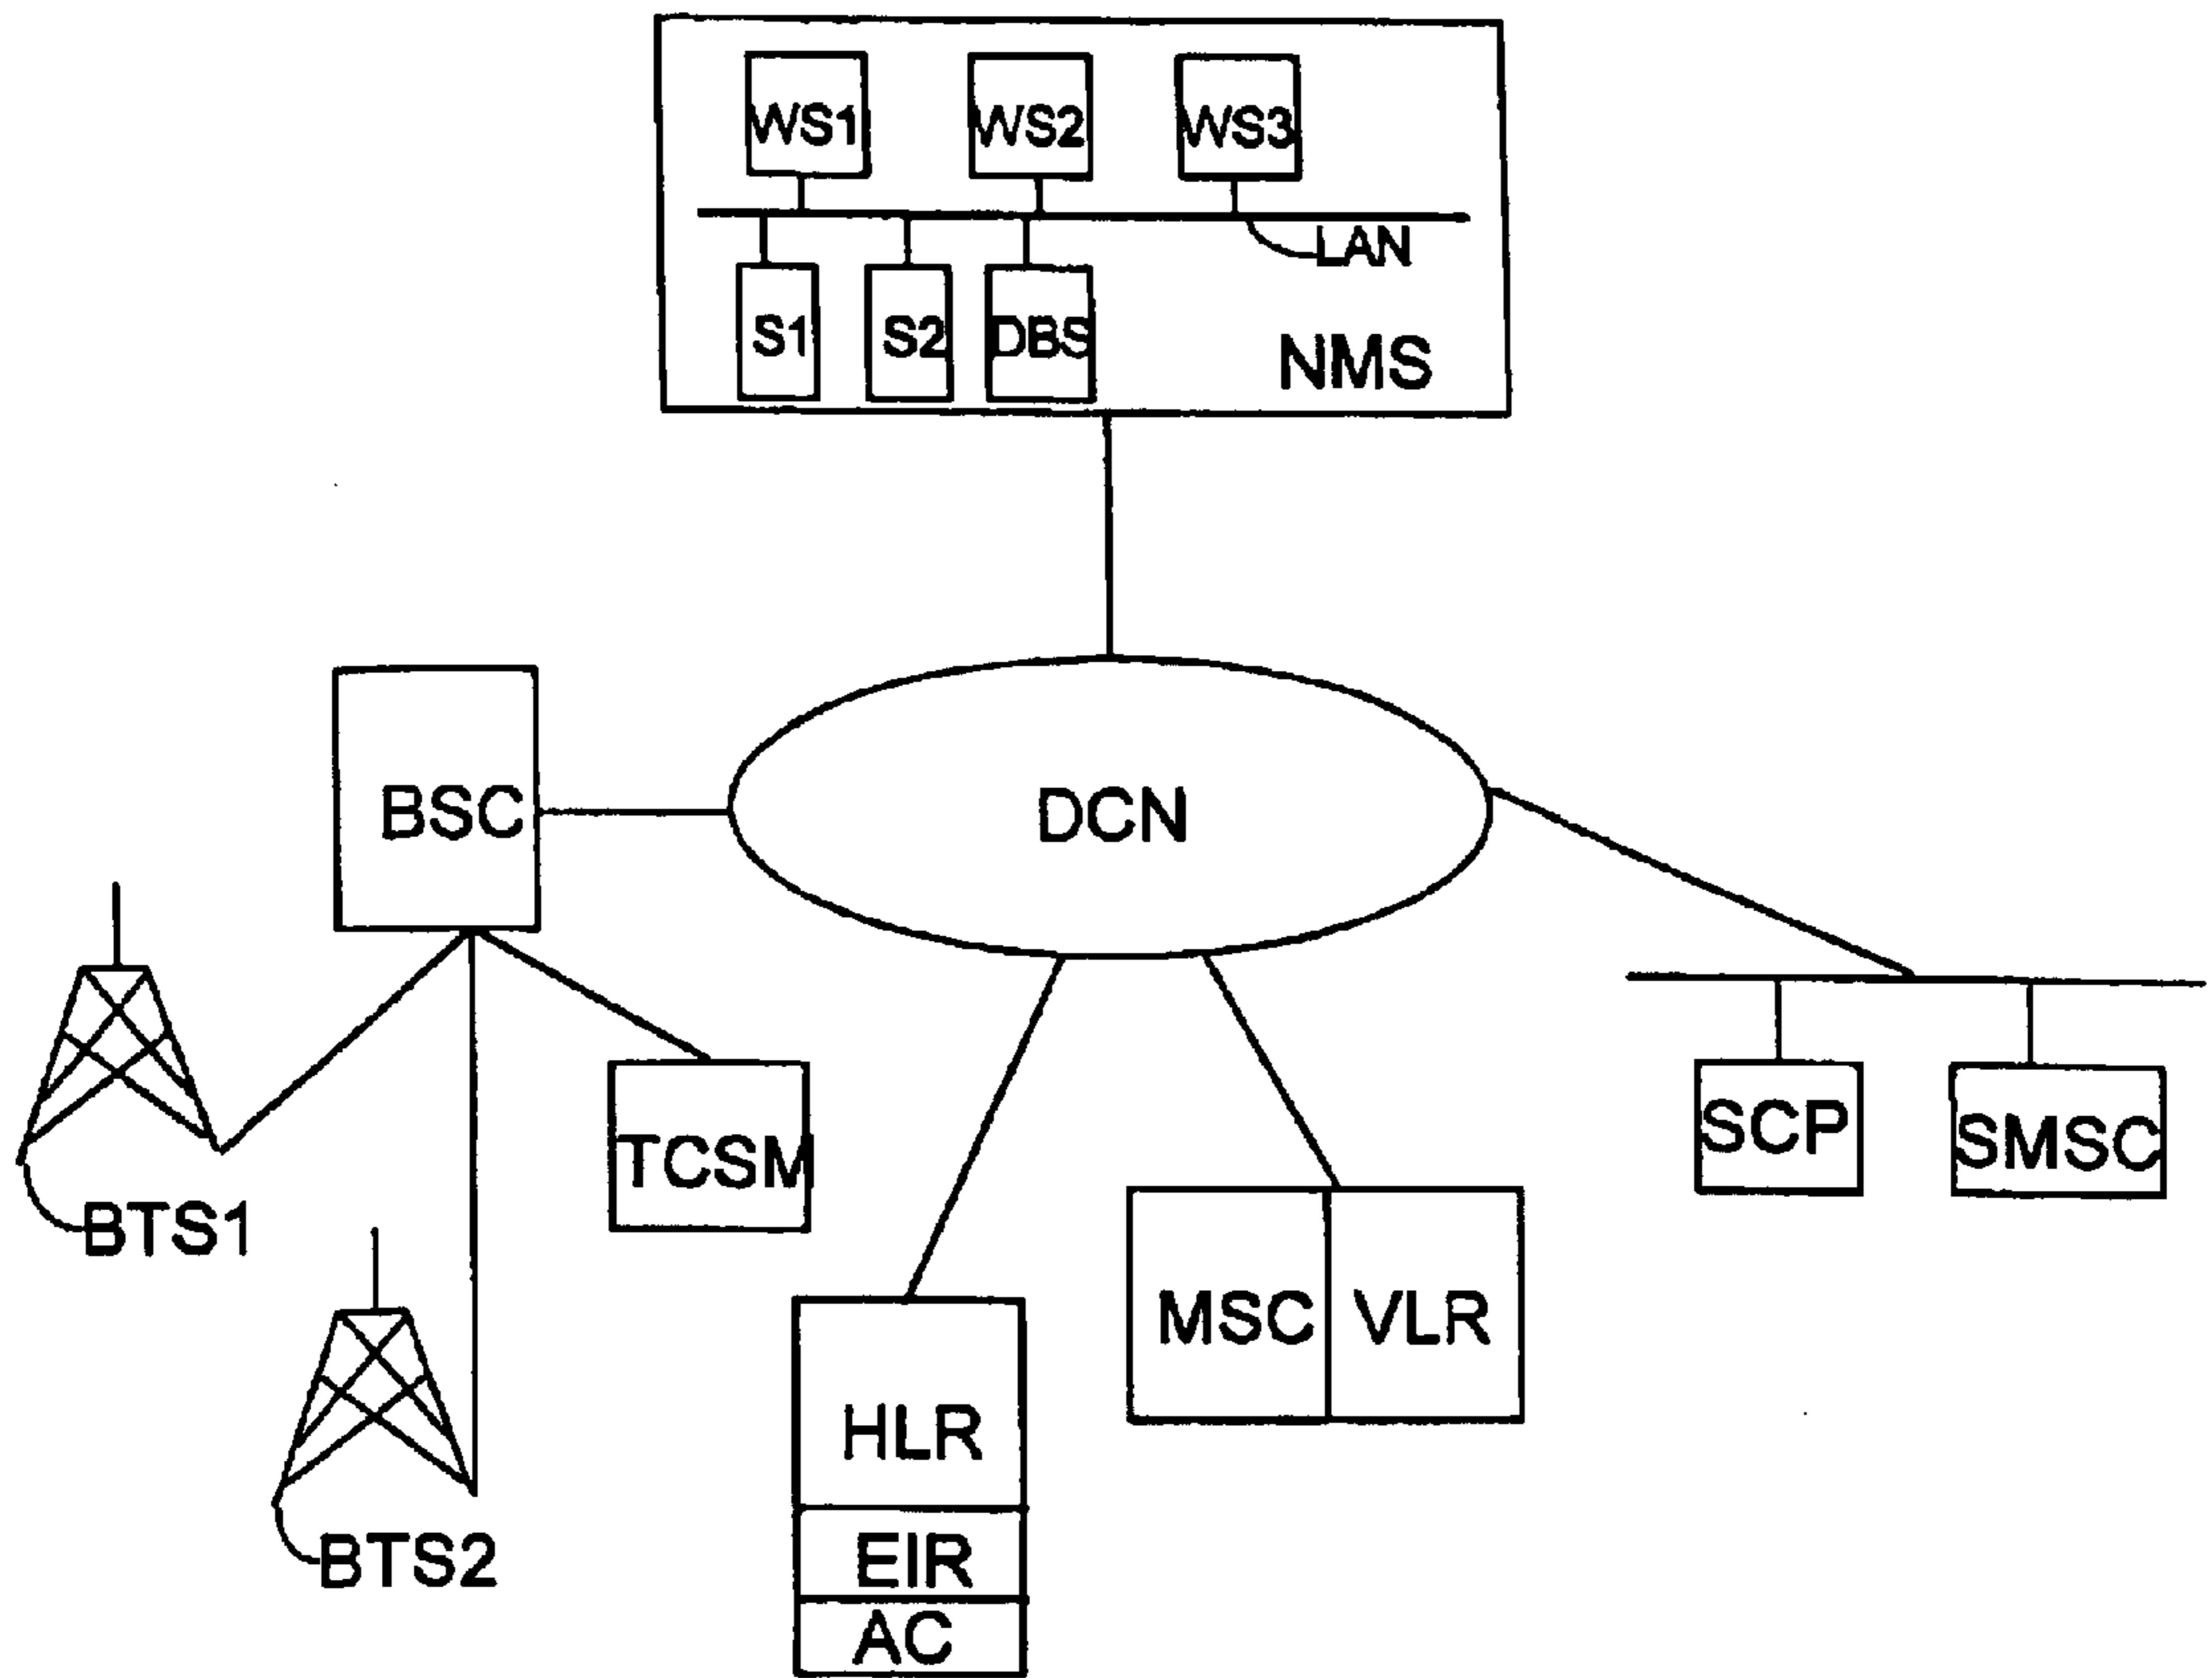 WS1 WS2 WS3
LAN
S1 S2 DBS
NMS
BSC
DCN
TCSM
SCP
SMSC
BTS1
MSC VLR
HLR
BTS2
EIR
AC